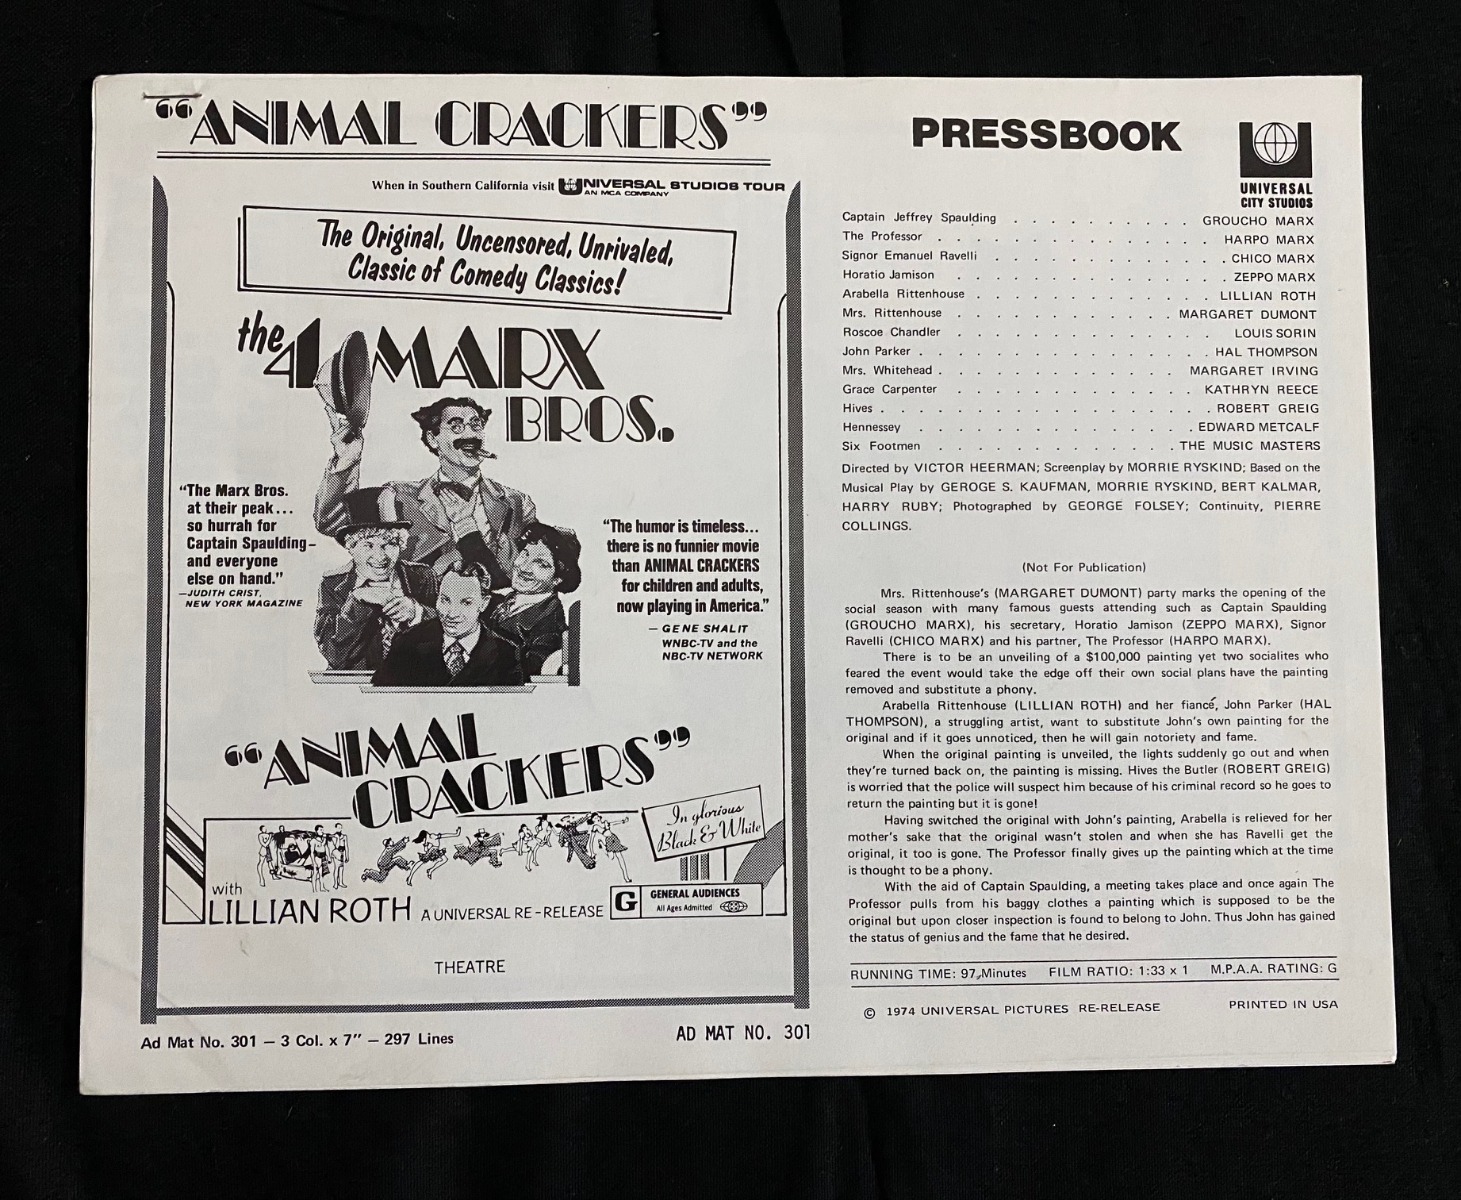 "ANIMAL CRACKERS"
When in Southern California visit UNIVERSAL STUDIOS TOUR
AN MCA COMPANY
The Original, Uncensored, Unrivaled,
Classic of Comedy Classics!
the 4 MARX
BROS.
"The Marx Bros.
at their peak...
so hurrah for
Captain Spaulding–
and everyone
else on hand."
—JUDITH CRIST,
NEW YORK MAGAZINE
"The humor is timeless...
there is no funnier movie
than ANIMAL CRACKERS
for children and adults,
now playing in America."
— GENE SHALIT
WNBC-TV and the
NBC-TV NETWORK
"ANIMAL
CRACKERS"
In glorious
Black & White
with
LILLIAN ROTH A UNIVERSAL RE-RELEASE
G GENERAL AUDIENCES
All Ages Admitted
THEATRE
Ad Mat No. 301 — 3 Col. x 7" — 297 Lines
AD MAT NO. 301
PRESSBOOK
UNIVERSAL
CITY STUDIOS
Captain Jeffrey Spaulding . . . . . . . . . . GROUCHO MARX
The Professor . . . . . . . . . . . . . . . HARPO MARX
Signor Emanuel Ravelli . . . . . . . . . . . . . CHICO MARX
Horatio Jamison . . . . . . . . . . . . . . . ZEPPO MARX
Arabella Rittenhouse . . . . . . . . . . . . . LILLIAN ROTH
Mrs. Rittenhouse . . . . . . . . . . . . MARGARET DUMONT
Roscoe Chandler . . . . . . . . . . . . . . LOUIS SORIN
John Parker . . . . . . . . . . . . . . . . HAL THOMPSON
Mrs. Whitehead . . . . . . . . . . . . . MARGARET IRVING
Grace Carpenter . . . . . . . . . . . . . KATHRYN REECE
Hives . . . . . . . . . . . . . . . . . . ROBERT GREIG
Hennessey . . . . . . . . . . . . . . . EDWARD METCALF
Six Footmen . . . . . . . . . . . . . THE MUSIC MASTERS
Directed by VICTOR HEERMAN; Screenplay by MORRIE RYSKIND; Based on the
Musical Play by GEROGE S. KAUFMAN, MORRIE RYSKIND, BERT KALMAR,
HARRY RUBY; Photographed by GEORGE FOLSEY; Continuity, PIERRE
COLLINGS.
(Not For Publication)
Mrs. Rittenhouse's (MARGARET DUMONT) party marks the opening of the
social season with many famous guests attending such as Captain Spaulding
(GROUCHO MARX), his secretary, Horatio Jamison (ZEPPO MARX), Signor
Ravelli (CHICO MARX) and his partner, The Professor (HARPO MARX).
There is to be an unveiling of a $100,000 painting yet two socialites who
feared the event would take the edge off their own social plans have the painting
removed and substitute a phony.
Arabella Rittenhouse (LILLIAN ROTH) and her fiancé, John Parker (HAL
THOMPSON), a struggling artist, want to substitute John's own painting for the
original and if it goes unnoticed, then he will gain notoriety and fame.
When the original painting is unveiled, the lights suddenly go out and when
they're turned back on, the painting is missing. Hives the Butler (ROBERT GREIG)
is worried that the police will suspect him because of his criminal record so he goes to
return the painting but it is gone!
Having switched the original with John's painting, Arabella is relieved for her
mother's sake that the original wasn't stolen and when she has Ravelli get the
original, it too is gone. The Professor finally gives up the painting which at the time
is thought to be a phony.
With the aid of Captain Spaulding, a meeting takes place and once again The
Professor pulls from his baggy clothes a painting which is supposed to be the
original but upon closer inspection is found to belong to John. Thus John has gained
the status of genius and the fame that he desired.
RUNNING TIME: 97 Minutes FILM RATIO: 1:33 x 1 M.P.A.A. RATING: G
© 1974 UNIVERSAL PICTURES RE-RELEASE PRINTED IN USA